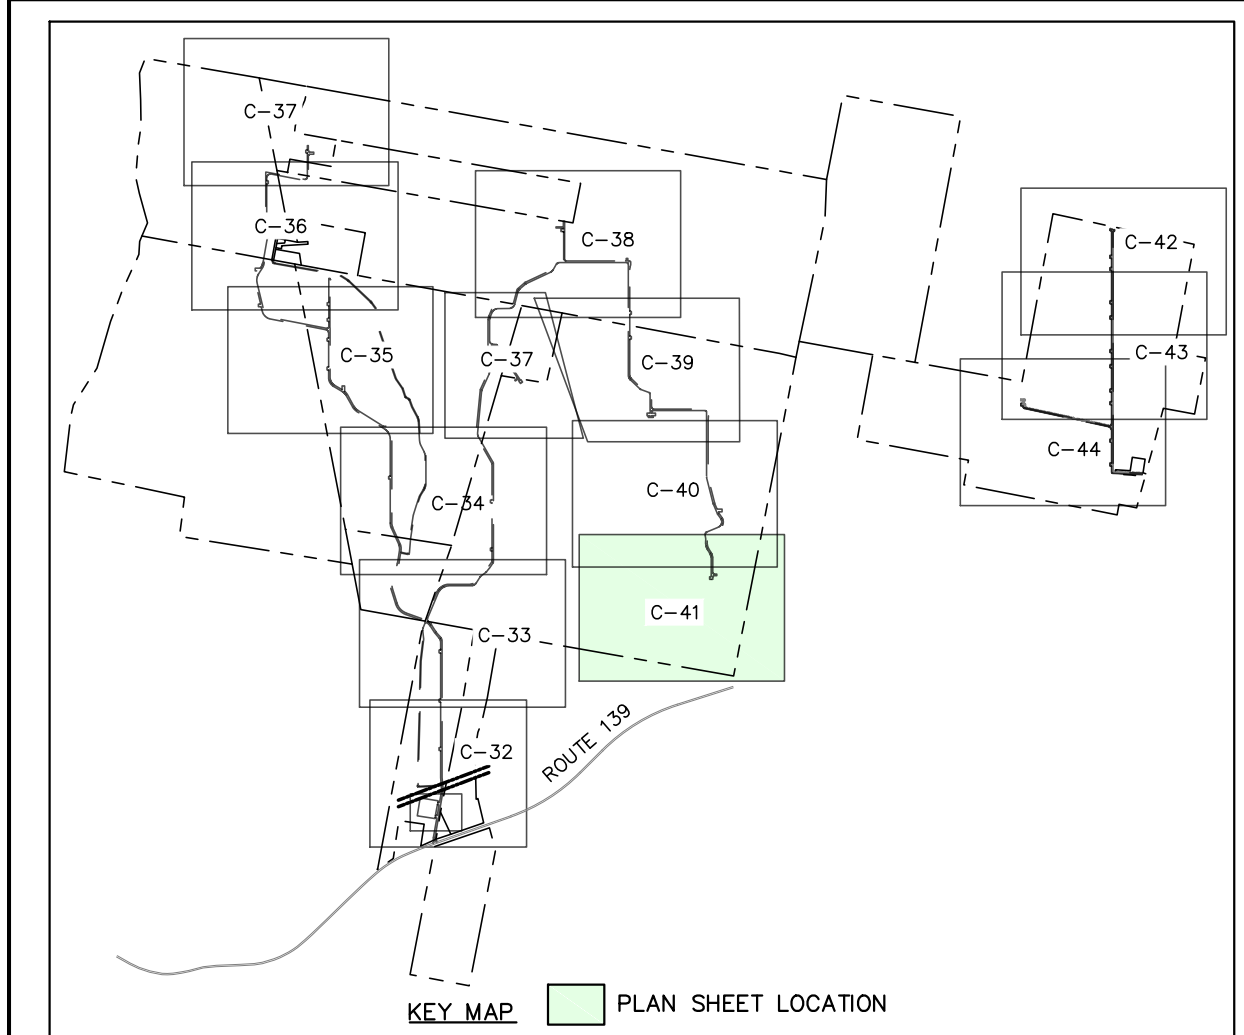 C-37
C-36
C-38
C-42
C-35
C-37
C-39
C-43
C-44
C-34
C-40
C-41
C-33
C-32
ROUTE 139
KEY MAP
PLAN SHEET LOCATION